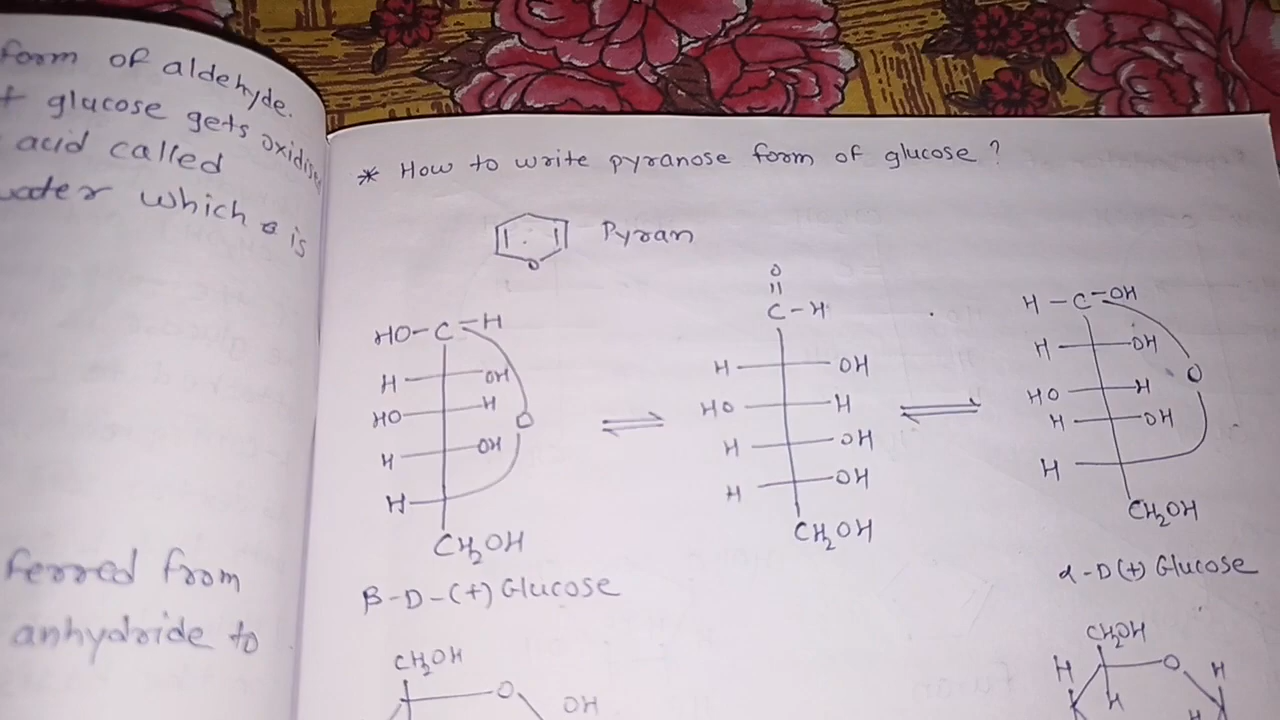 form of aldehyde.
glucose gets oxidised
acid called
water which is
ferred from
anhydride to
* How to write pyranose form of glucose ?
O
Pyran
HO-C-H
H OH
HO H
O
H OH
H
CH2OH
β-D-(+) Glucose
O
C-H
H OH
HO H
H OH
H OH
CH2OH
H-C-OH
H OH
O
HO H
H OH
H
CH2OH
α-D(+) Glucose
CH2OH
O
OH
CH2OH
H O H
H
H